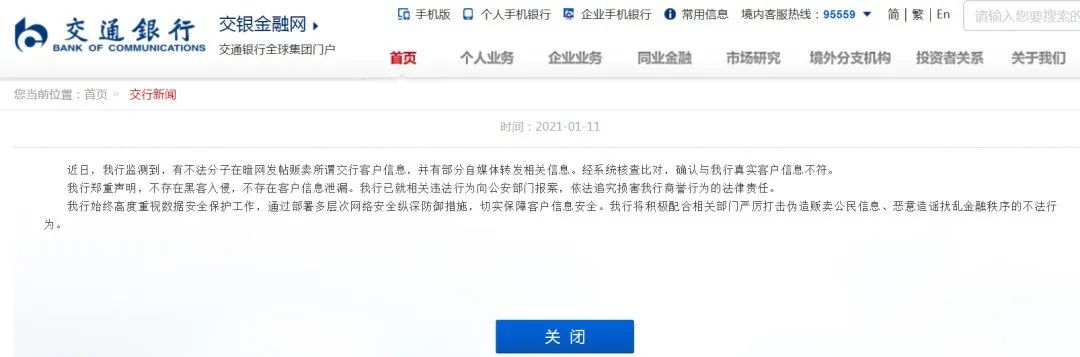 交通銀行
BANK OF COMMUNICATIONS
交银金融网
交通银行全球集团门户
手机版 个人手机银行 企业手机银行 常用信息 境内客服热线：95559 简 | 繁 | En
请输入您要搜索的
首页 个人业务 企业业务 同业金融 市场研究 境外分支机构 投资者关系 关于我们
您当前位置：首页 » 交行新闻
时间：2021-01-11
近日，我行监测到，有不法分子在暗网发帖贩卖所谓交行客户信息，并有部分自媒体转发相关信息。经系统核查比对，确认与我行真实客户信息不符。
我行郑重声明，不存在黑客入侵，不存在客户信息泄漏。我行已就相关违法行为向公安部门报案，依法追究损害我行商誉行为的法律责任。
我行始终高度重视数据安全保护工作，通过部署多层次网络安全纵深防御措施，切实保障客户信息安全。我行将积极配合相关部门严厉打击伪造贩卖公民信息、恶意造谣扰乱金融秩序的不法行
为。
关 闭